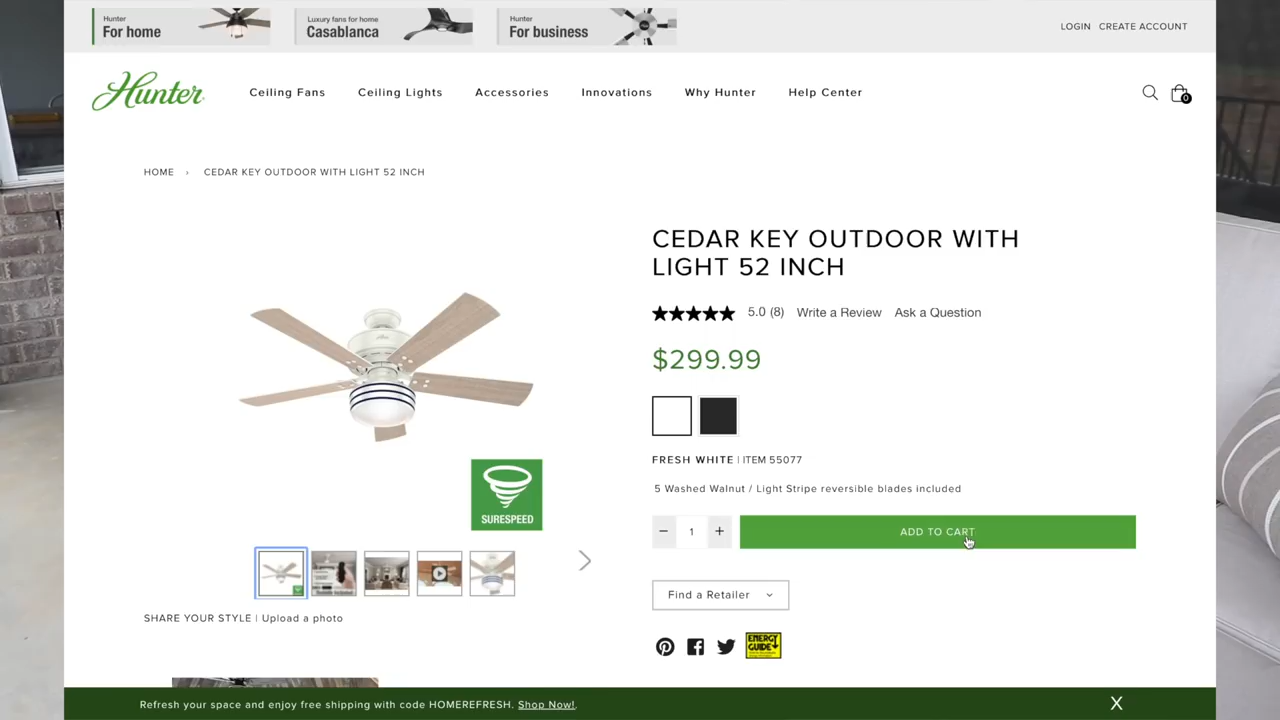 Hunter
For home
Luxury fans for home
Casablanca
Hunter
For business
LOGIN CREATE ACCOUNT
Hunter
Ceiling Fans Ceiling Lights Accessories Innovations Why Hunter Help Center
0
HOME › CEDAR KEY OUTDOOR WITH LIGHT 52 INCH
CEDAR KEY OUTDOOR WITH
LIGHT 52 INCH
5.0 (8) Write a Review Ask a Question
$299.99
FRESH WHITE | ITEM 55077
5 Washed Walnut / Light Stripe reversible blades included
SURESPEED
− 1 + ADD TO CART
Find a Retailer
SHARE YOUR STYLE | Upload a photo
ENERGY
GUIDE
Refresh your space and enjoy free shipping with code HOMEREFRESH. Shop Now!. X